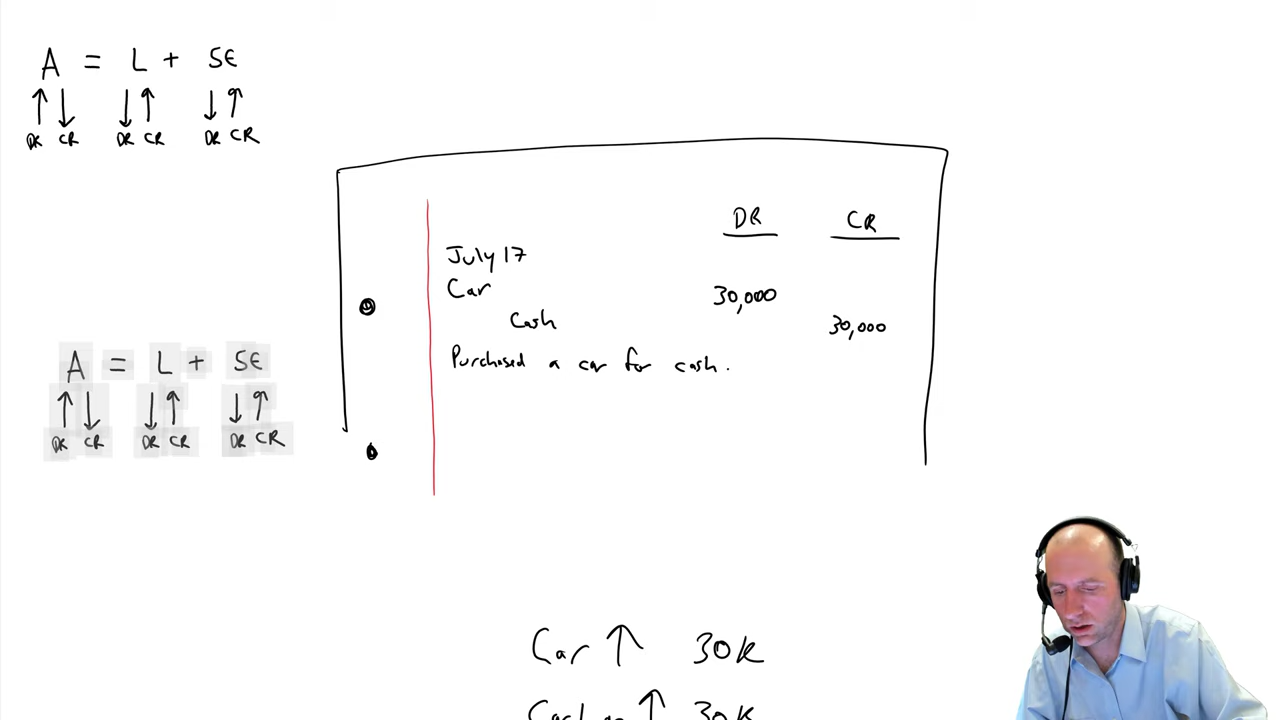 A = L + SE
DR CR DR CR DR CR
DR CR
July 17
Car 30,000
Cash 30,000
Purchased a car for cash.
A = L + SE
DR CR DR CR DR CR
Car ↑ 30K
30K